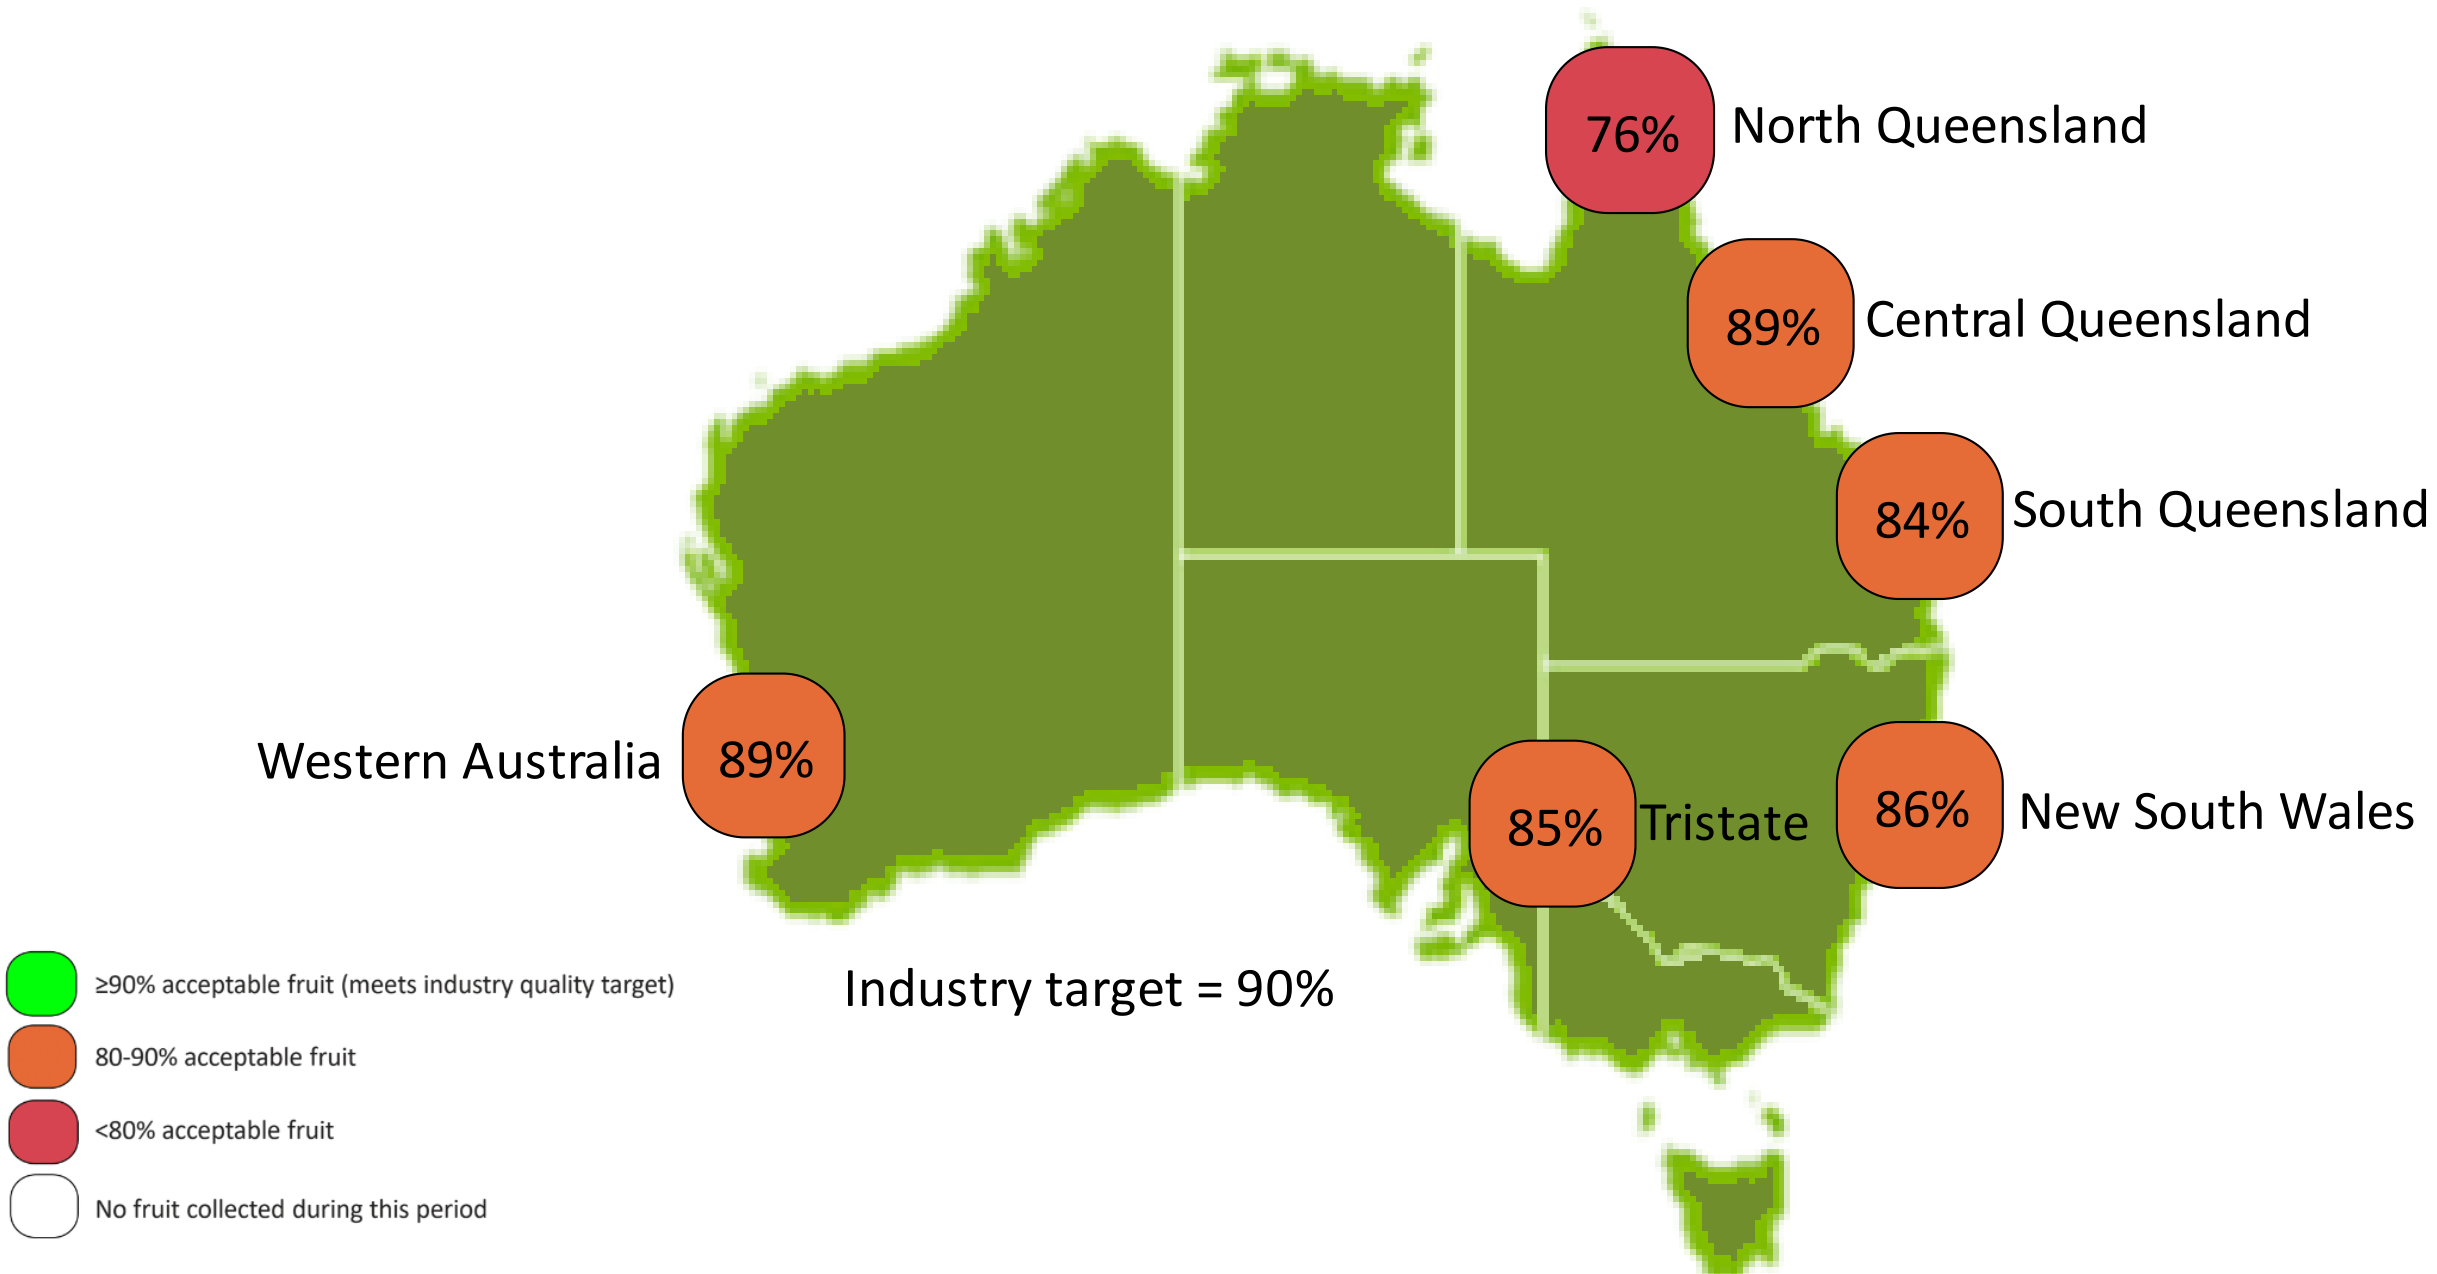 76% North Queensland
89% Central Queensland
84% South Queensland
Western Australia 89%
85% Tristate
86% New South Wales
Industry target = 90%
≥90% acceptable fruit (meets industry quality target)
80-90% acceptable fruit
<80% acceptable fruit
No fruit collected during this period